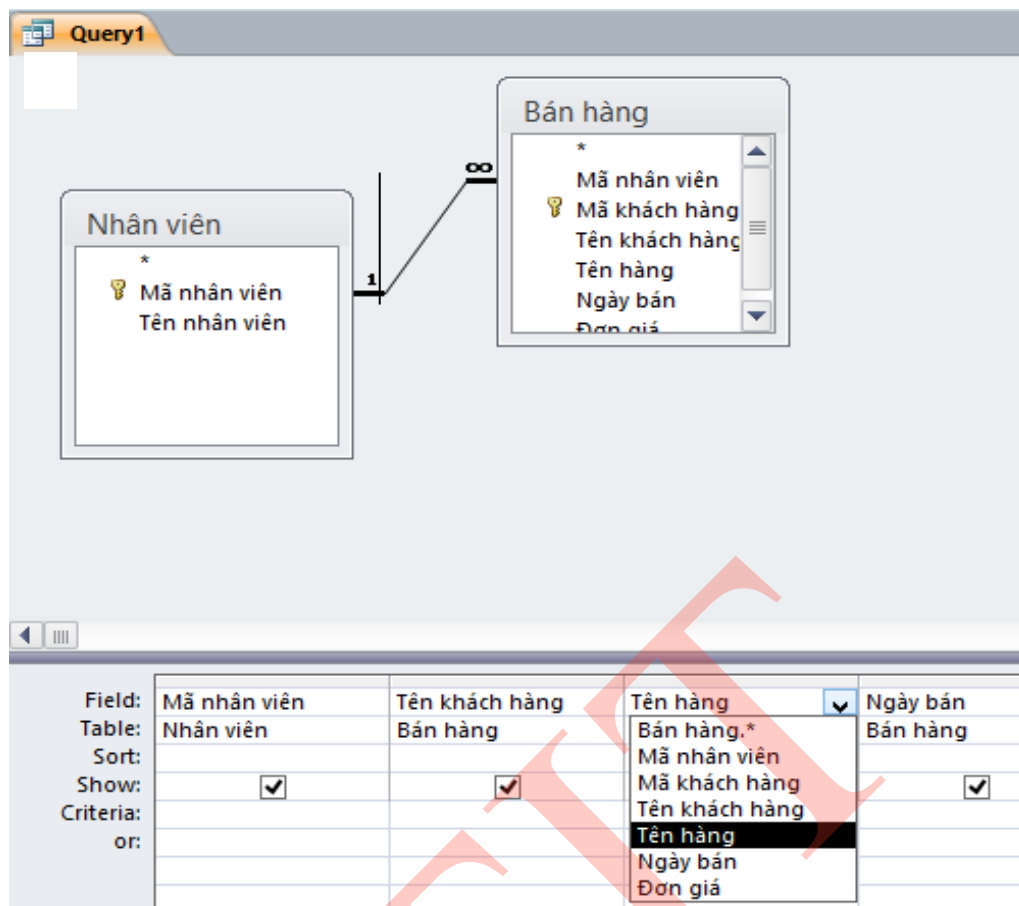 Query1
Bán hàng
*
Mã nhân viên
Mã khách hàng
Tên khách hàng
Tên hàng
Ngày bán
Đơn giá
∞
1
Nhân viên
*
Mã nhân viên
Tên nhân viên
Field: Mã nhân viên Tên khách hàng Tên hàng Ngày bán
Table: Nhân viên Bán hàng Bán hàng.* Bán hàng
Sort: Mã nhân viên
Show: Mã khách hàng
Criteria: Tên khách hàng
or: Tên hàng
Ngày bán
Đơn giá